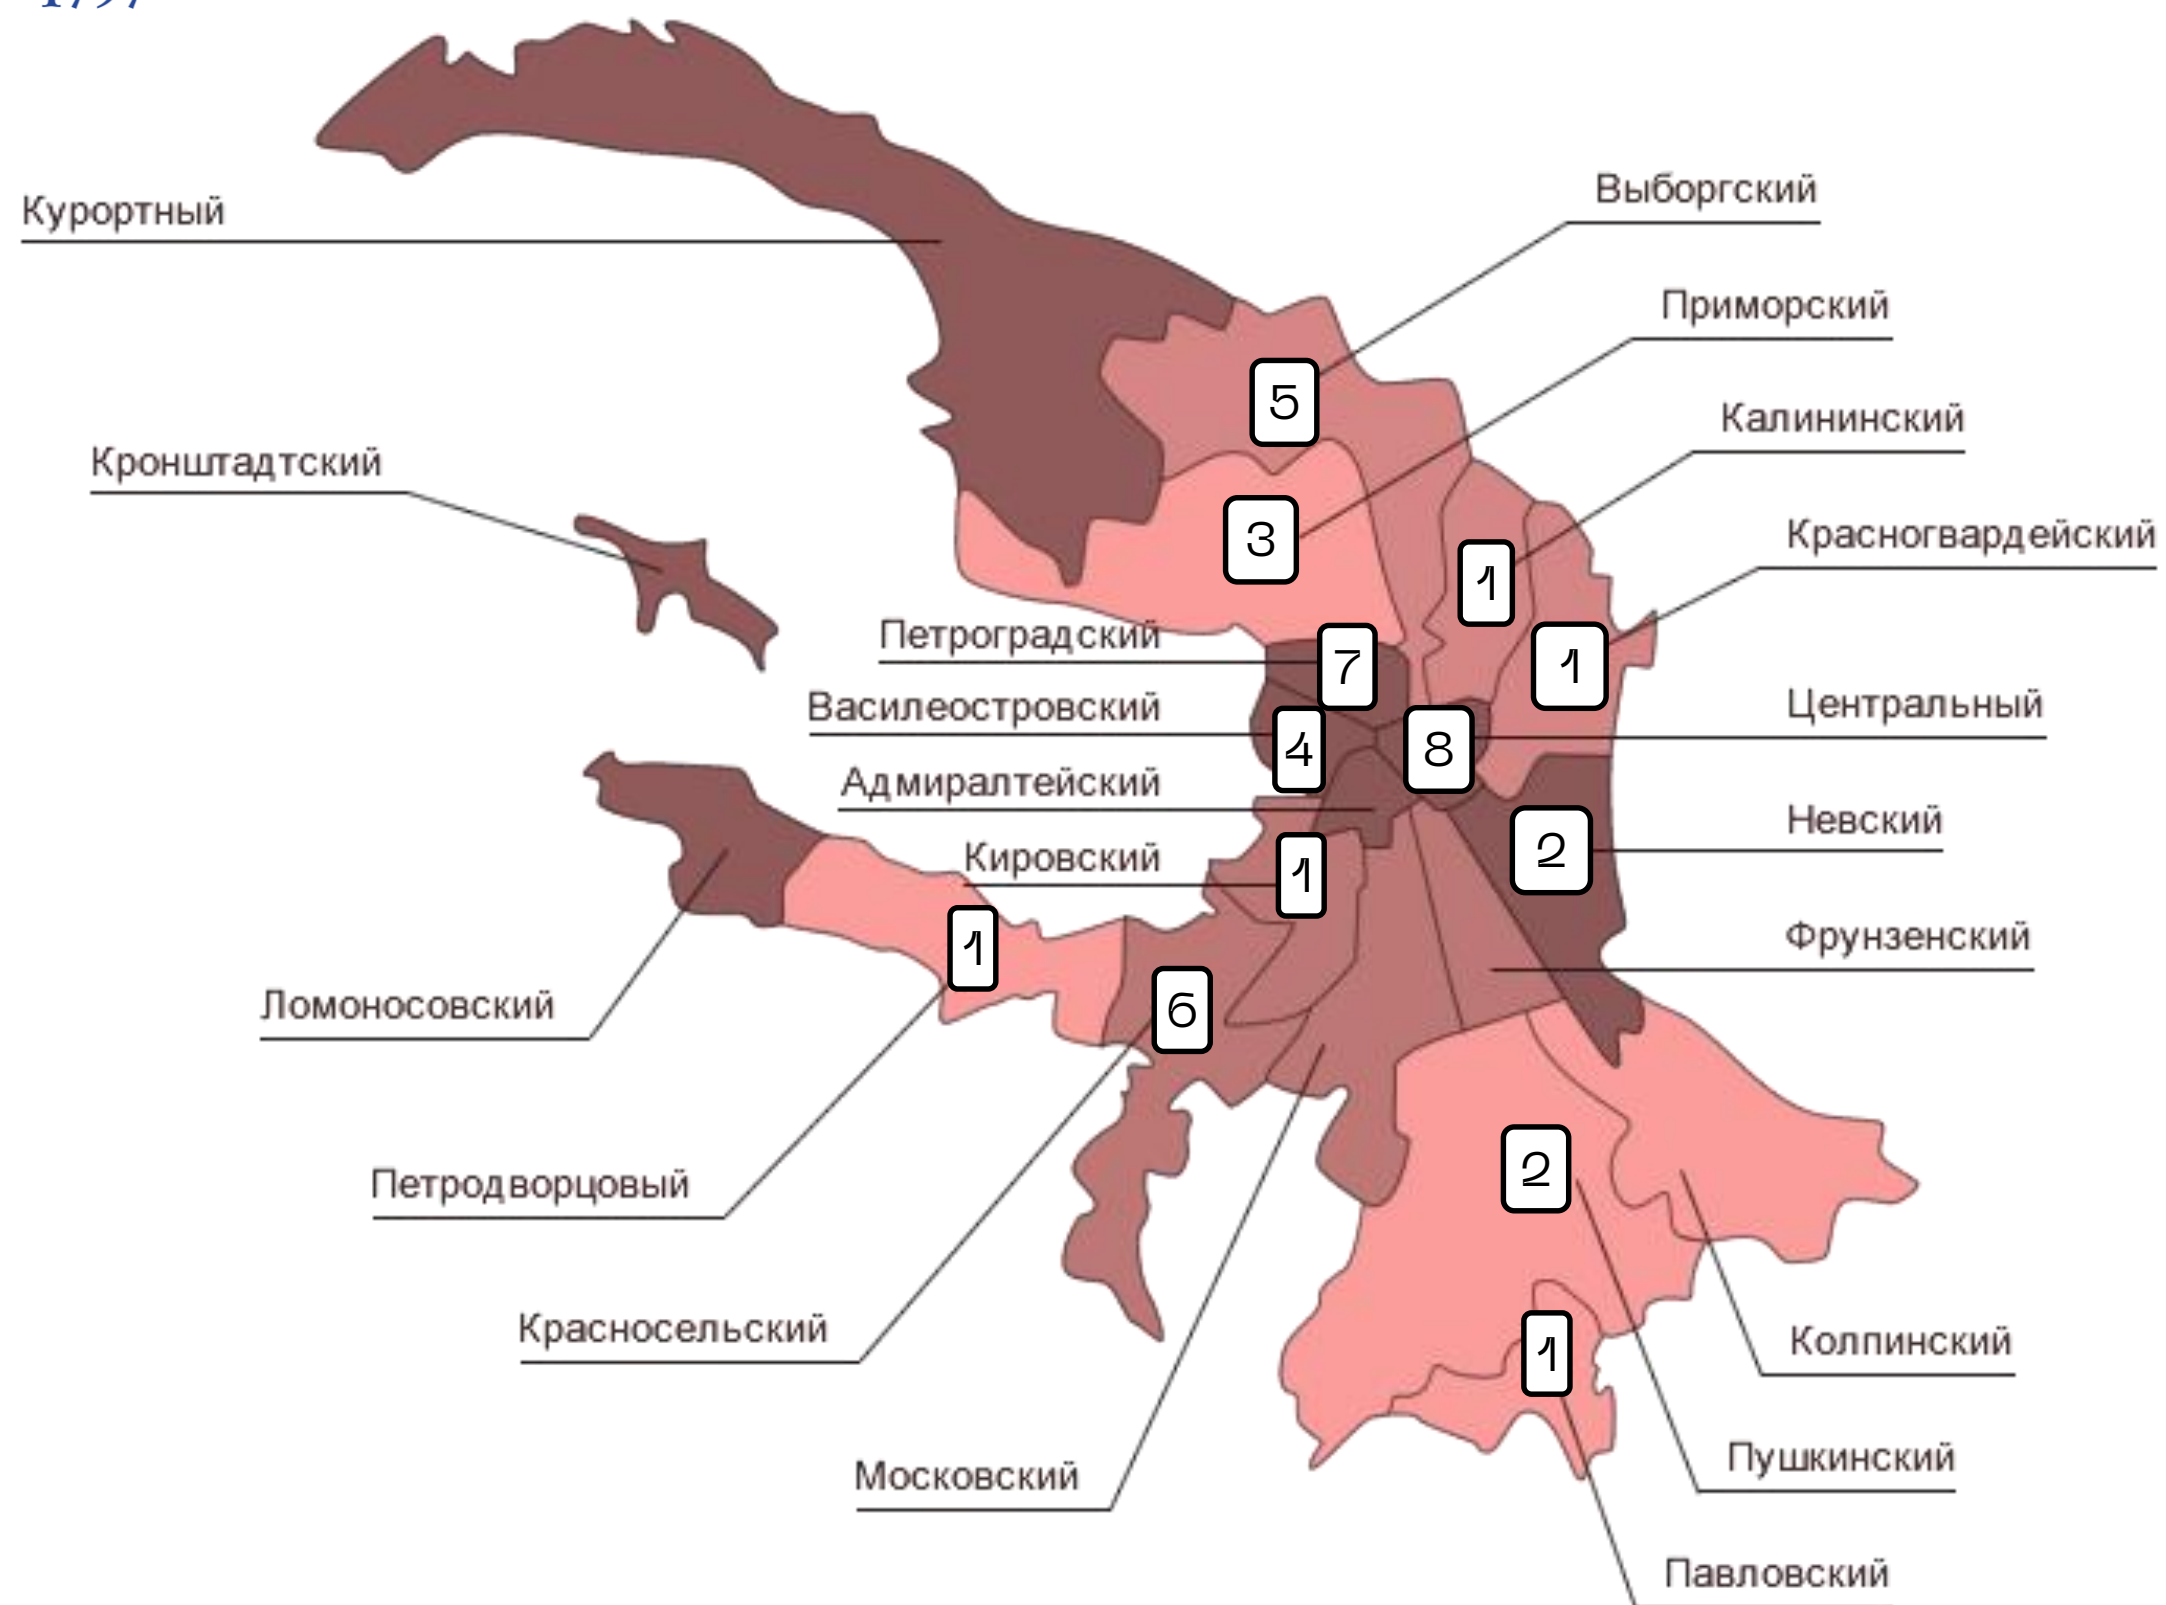 Выборгский
Курортный
Приморский
5
Калининский
Кронштадтский
3
Красногвардейский
1
Петроградский
7
1
Василеостровский
Центральный
4
8
Адмиралтейский
Невский
2
Кировский
1
Фрунзенский
1
Ломоносовский
6
Петродворцовый
2
Красносельский
Колпинский
1
Пушкинский
Московский
Павловский